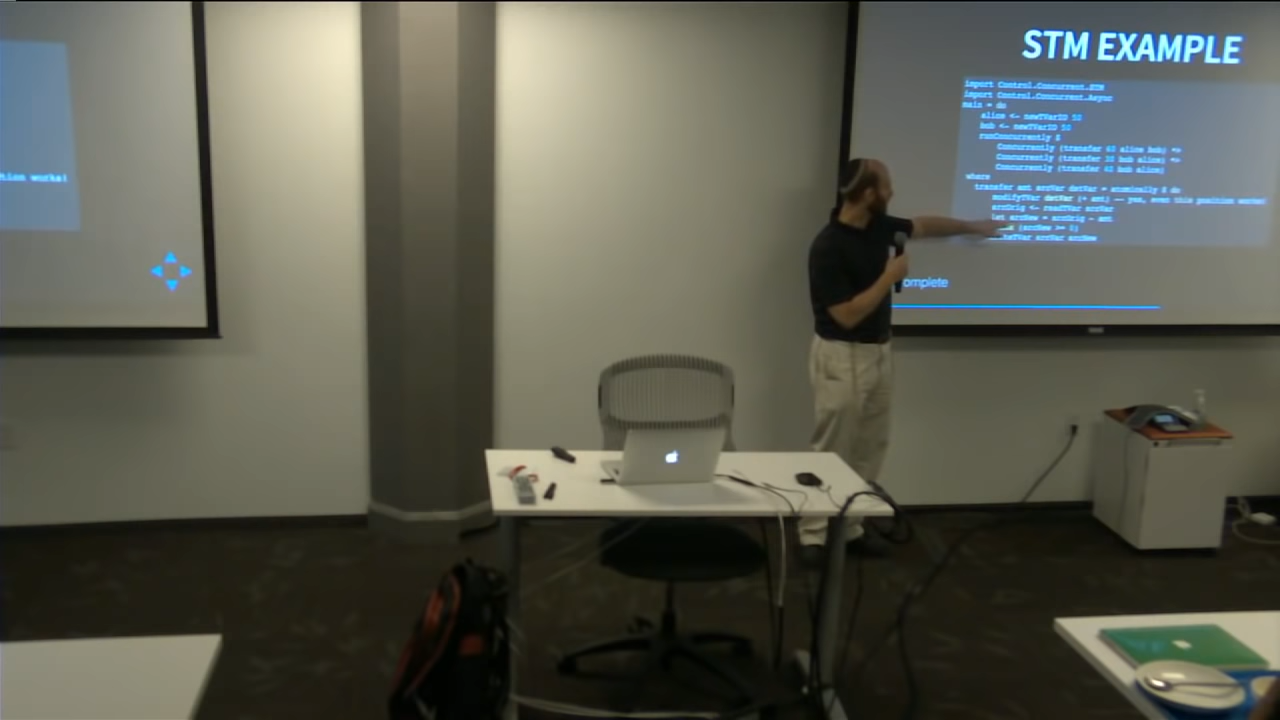 tion works!
STM EXAMPLE
import Control.Concurrent.STM
import Control.Concurrent.Async
main = do
alice <- newTVarIO 50
bob <- newTVarIO 50
runConcurrently $
Concurrently (transfer 40 alice bob) *>
Concurrently (transfer 30 bob alice) *>
Concurrently (transfer 40 bob alice)
where
transfer amt srcVar dstVar = atomically $ do
modifyTVar dstVar (+ amt) -- yes, even this position works!
srcOrig <- readTVar srcVar
let srcNew = srcOrig - amt
(srcNew >= 0)
srcVar srcNew
omplete